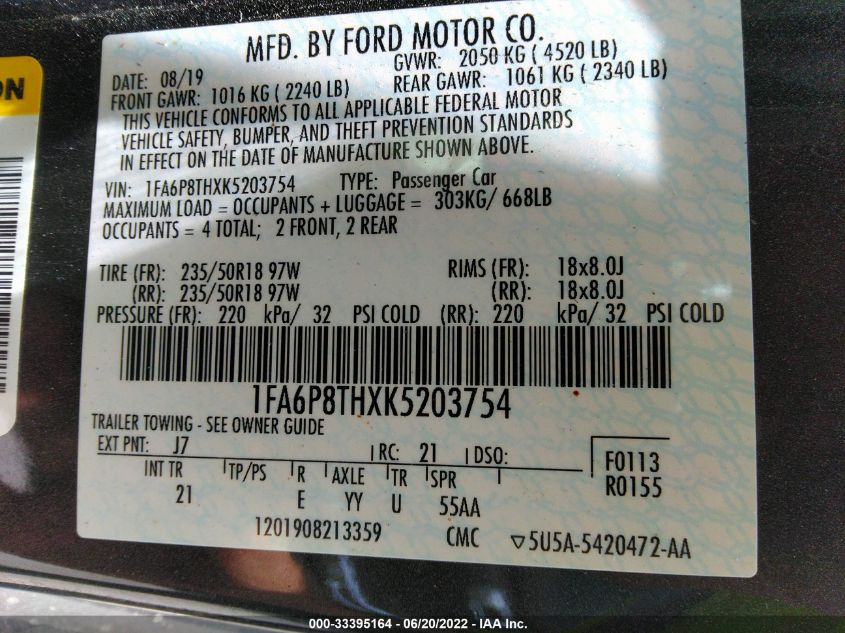 ON
MFD. BY FORD MOTOR CO.
DATE: 08/19 GVWR: 2050 KG ( 4520 LB)
FRONT GAWR: 1016 KG ( 2240 LB) REAR GAWR: 1061 KG ( 2340 LB)
THIS VEHICLE CONFORMS TO ALL APPLICABLE FEDERAL MOTOR
VEHICLE SAFETY, BUMPER, AND THEFT PREVENTION STANDARDS
IN EFFECT ON THE DATE OF MANUFACTURE SHOWN ABOVE.
VIN: 1FA6P8THXK5203754 TYPE: Passenger Car
MAXIMUM LOAD = OCCUPANTS + LUGGAGE = 303KG/ 668LB
OCCUPANTS = 4 TOTAL; 2 FRONT, 2 REAR
TIRE (FR): 235/50R18 97W RIMS (FR): 18x8.0J
(RR): 235/50R18 97W (RR): 18x8.0J
PRESSURE (FR): 220 kPa/ 32 PSI COLD (RR): 220 kPa/ 32 PSI COLD
1FA6P8THXK5203754
TRAILER TOWING - SEE OWNER GUIDE
EXT PNT: J7 RC: 21 DSO: F0113
R0155
INT TR TP/PS R AXLE TR SPR
21 E YY U 55AA
1201908213359 CMC ▽5U5A-5420472-AA
000-33395164 - 06/20/2022 - IAA Inc.